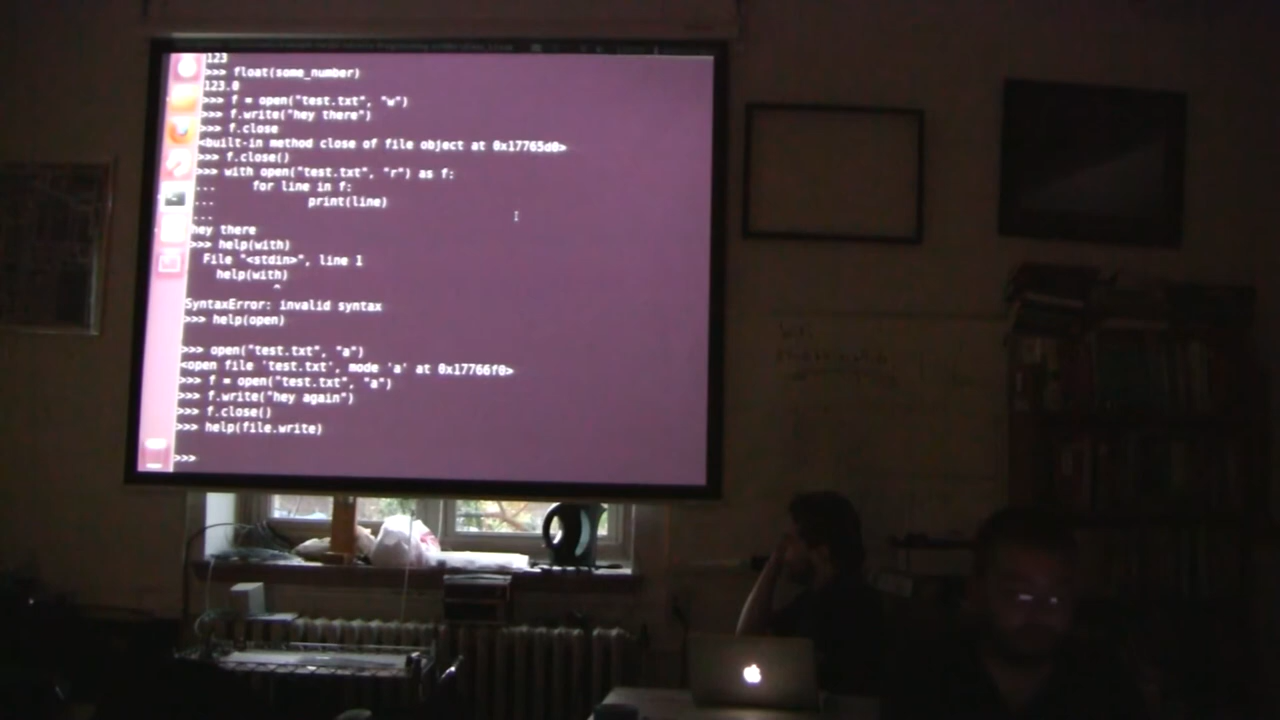 123
>>> float(some_number)
123.0
>>> f = open("test.txt", "w")
>>> f.write("hey there")
>>> f.close
<built-in method close of file object at 0x17765d0>
>>> f.close()
>>> with open("test.txt", "r") as f:
...     for line in f:
...             print(line)
...
hey there
>>> help(with)
  File "<stdin>", line 1
    help(with)
            ^
SyntaxError: invalid syntax
>>> help(open)
>>> open("test.txt", "a")
<open file 'test.txt', mode 'a' at 0x17766f0>
>>> f = open("test.txt", "a")
>>> f.write("hey again")
>>> f.close()
>>> help(file.write)
>>>